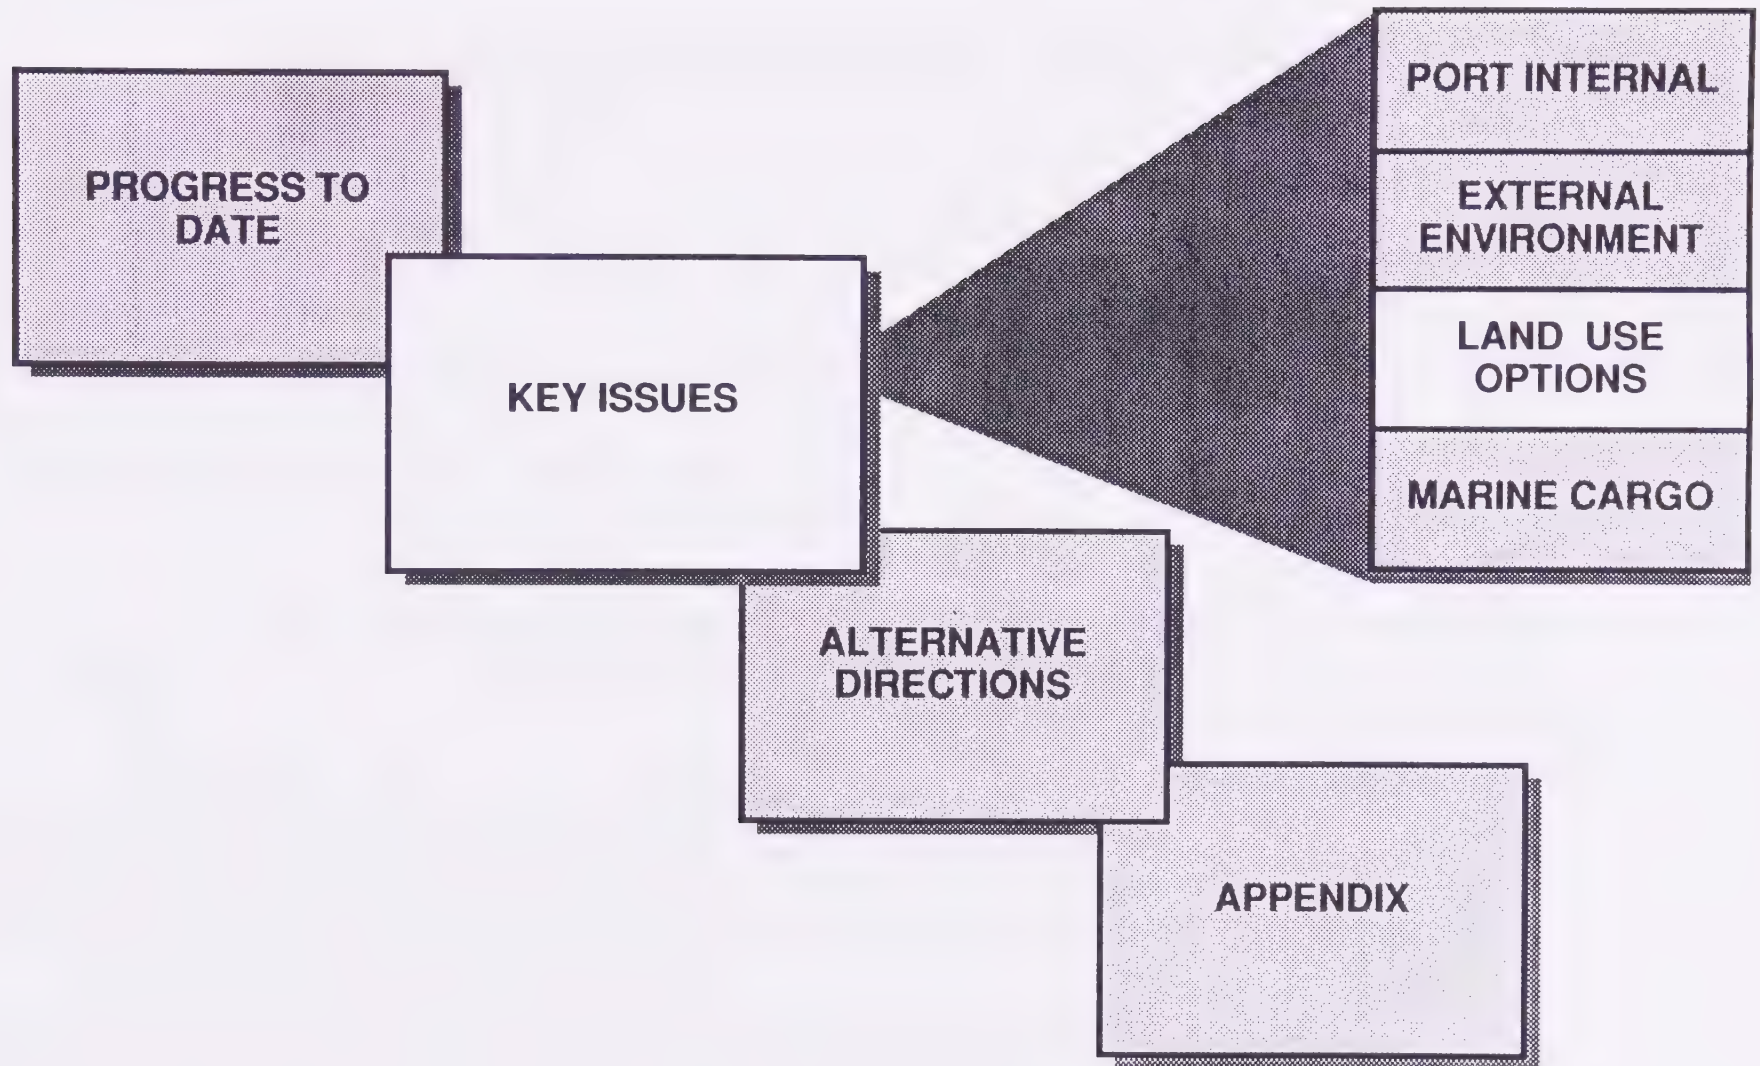 PROGRESS TO
DATE
KEY ISSUES
ALTERNATIVE
DIRECTIONS
APPENDIX
PORT INTERNAL
EXTERNAL
ENVIRONMENT
LAND USE
OPTIONS
MARINE CARGO